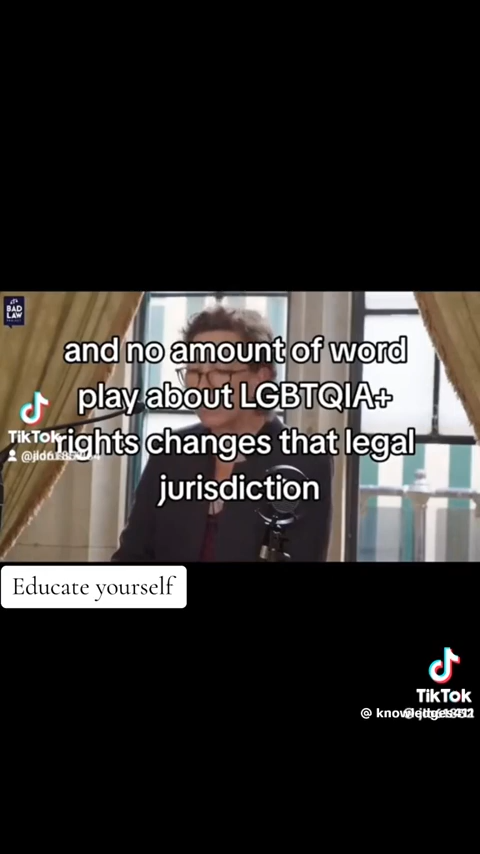 BAD
LAW
and no amount of word
play about LGBTQIA+
TikTok
rights changes that legal
jurisdiction
Educate yourself
TikTok